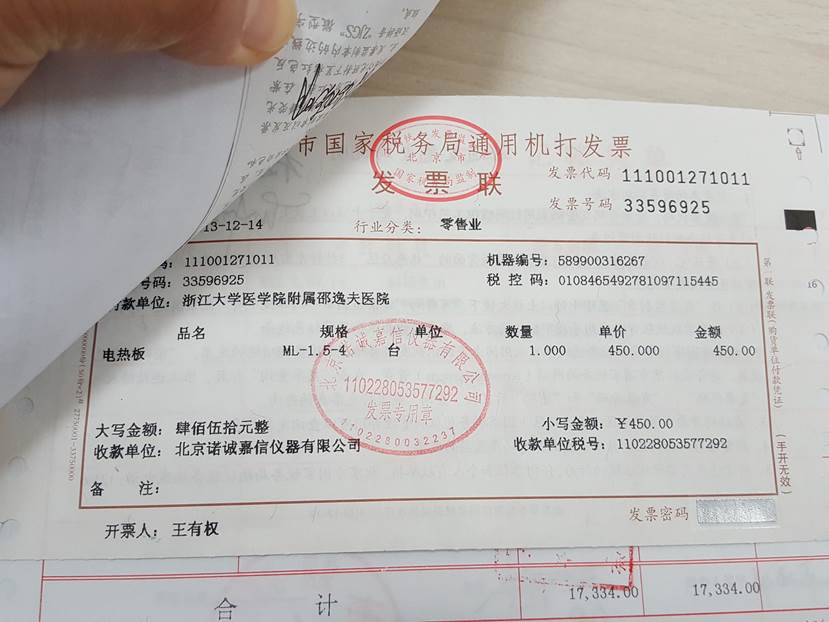 市国家税务局通用机打发票
发票联
发票代码 111001271011
发票号码 33596925
13-12-14 行业分类： 零售业
码：111001271011 机器编号：589900316267
号码：33596925 税 控 码：0108465492781097115445
付款单位：浙江大学医学院附属邵逸夫医院
品名 规格 单位 数量 单价 金额
电热板 ML-1.5-4 台 1.000 450.000 450.00
大写金额：肆佰伍拾元整 小写金额：￥450.00
收款单位：北京诺诚嘉信仪器有限公司 收款单位税号：110228053577292
备 注：
开票人：王有权 发票密码
北京诺诚嘉信仪器有限公司
110228053577292
发票专用章
1102280032237
北京市
国家税务局监制
第一联 发票联(购货单位付款凭证)
(手开无效)
16)
合 计 17,334.00 17,334.00